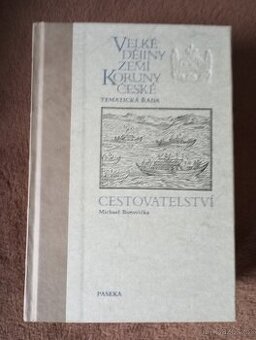 VELKÉ
DĚJINY
ZEMÍ
KORUNY
ČESKÉ
TEMATICKÁ ŘADA
CESTOVATELSTVÍ
Michael Borovička
PASEKA